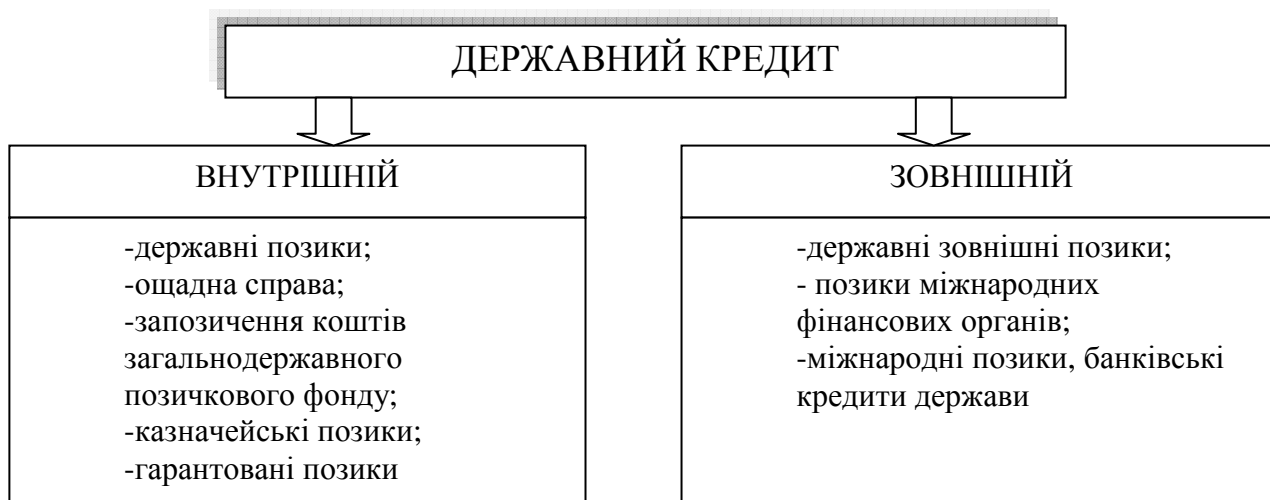 ДЕРЖАВНИЙ КРЕДИТ
ВНУТРІШНІЙ
-державні позики;
-ощадна справа;
-запозичення коштів
загальнодержавного
позичкового фонду;
-казначейські позики;
-гарантовані позики
ЗОВНІШНІЙ
-державні зовнішні позики;
- позики міжнародних
фінансових органів;
-міжнародні позики, банківські
кредити держави